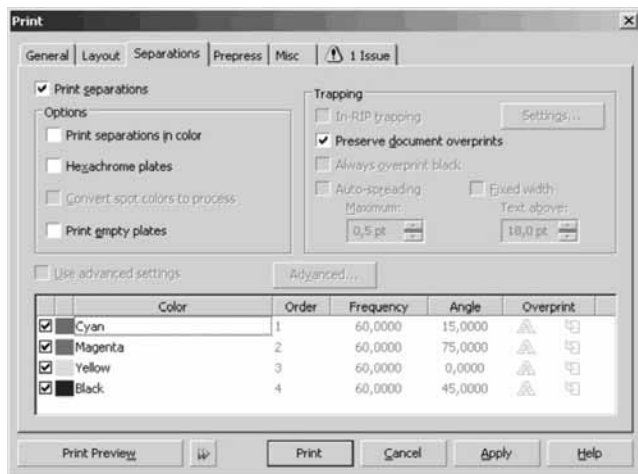 Print
General Layout Separations Prepress Misc 1 Issue
Print separations
Options
Print separations in color
Hexachrome plates
Convert spot colors to process
Print empty plates
Trapping
In-RIP trapping Settings...
Preserve document overprints
Always overprint black
Auto-spreading Fixed width
Maximum: Text above:
0,5 pt 18,0 pt
Use advanced settings Advanced...
Color Order Frequency Angle Overprint
Cyan 1 60,0000 15,0000
Magenta 2 60,0000 75,0000
Yellow 3 60,0000 0,0000
Black 4 60,0000 45,0000
Print Preview Print Cancel Apply Help